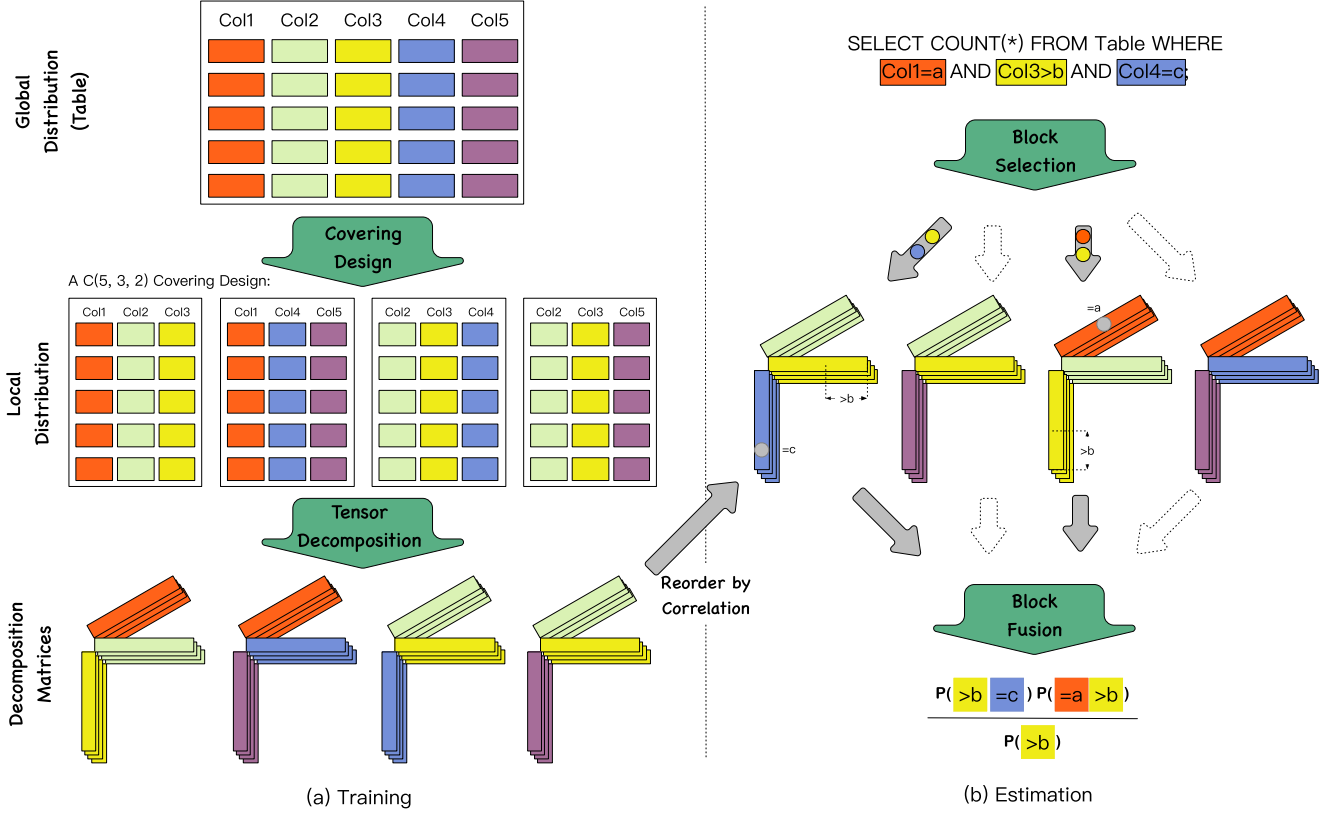 Col1 Col2 Col3 Col4 Col5
Global
Distribution
(Table)
Covering
Design
A C(5, 3, 2) Covering Design:
Col1 Col2 Col3
Col1 Col4 Col5
Col2 Col3 Col4
Col2 Col3 Col5
Local
Distribution
Tensor
Decomposition
Decomposition
Matrices
(a) Training
Reorder by
Correlation
SELECT COUNT(*) FROM Table WHERE
Col1=a AND Col3>b AND Col4=c;
Block
Selection
=a
>b
>b
=c
Block
Fusion
P( >b =c ) P( =a >b )
P( >b )
(b) Estimation